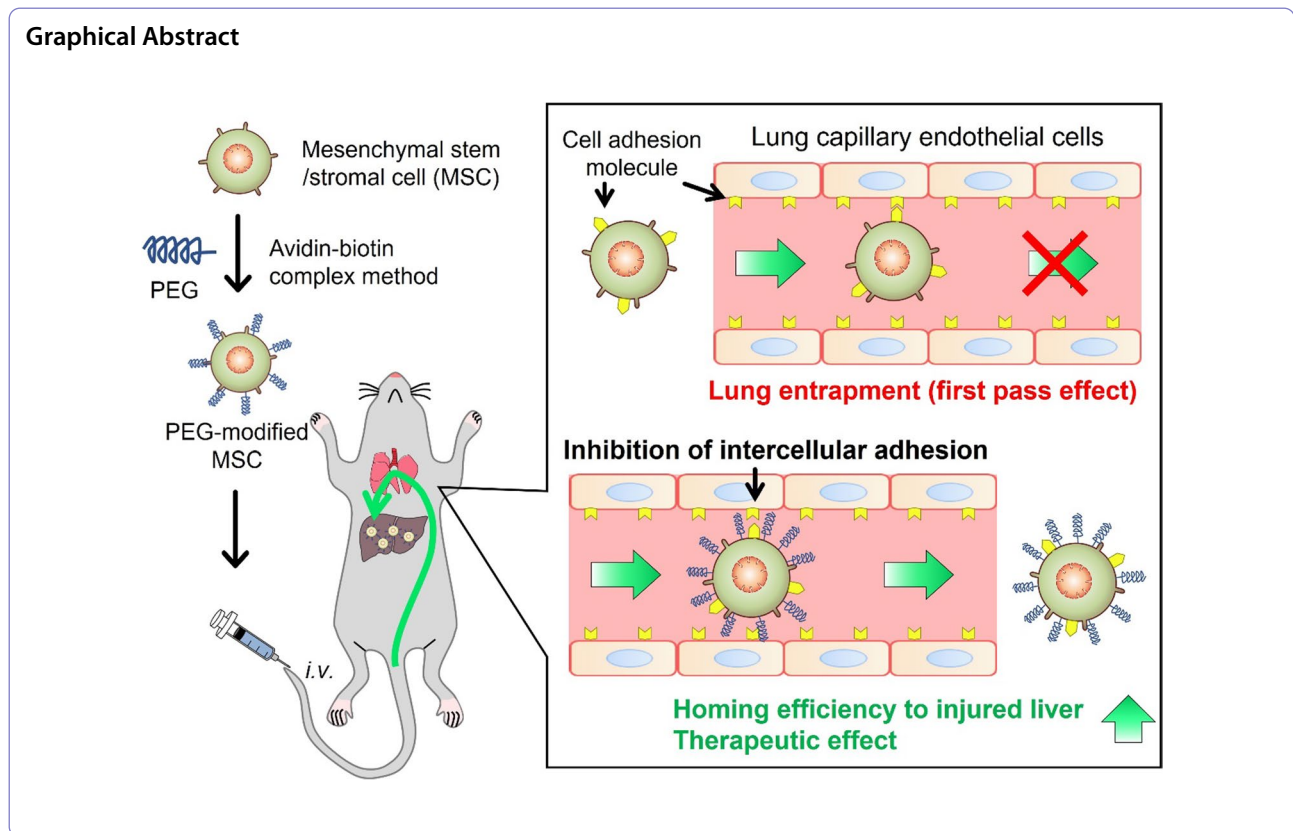 Graphical Abstract
Mesenchymal stem
/stromal cell (MSC)
PEG
Avidin-biotin
complex method
PEG-modified
MSC
i.v.
Cell adhesion
molecule
Lung capillary endothelial cells
Lung entrapment (first pass effect)
Inhibition of intercellular adhesion
Homing efficiency to injured liver
Therapeutic effect